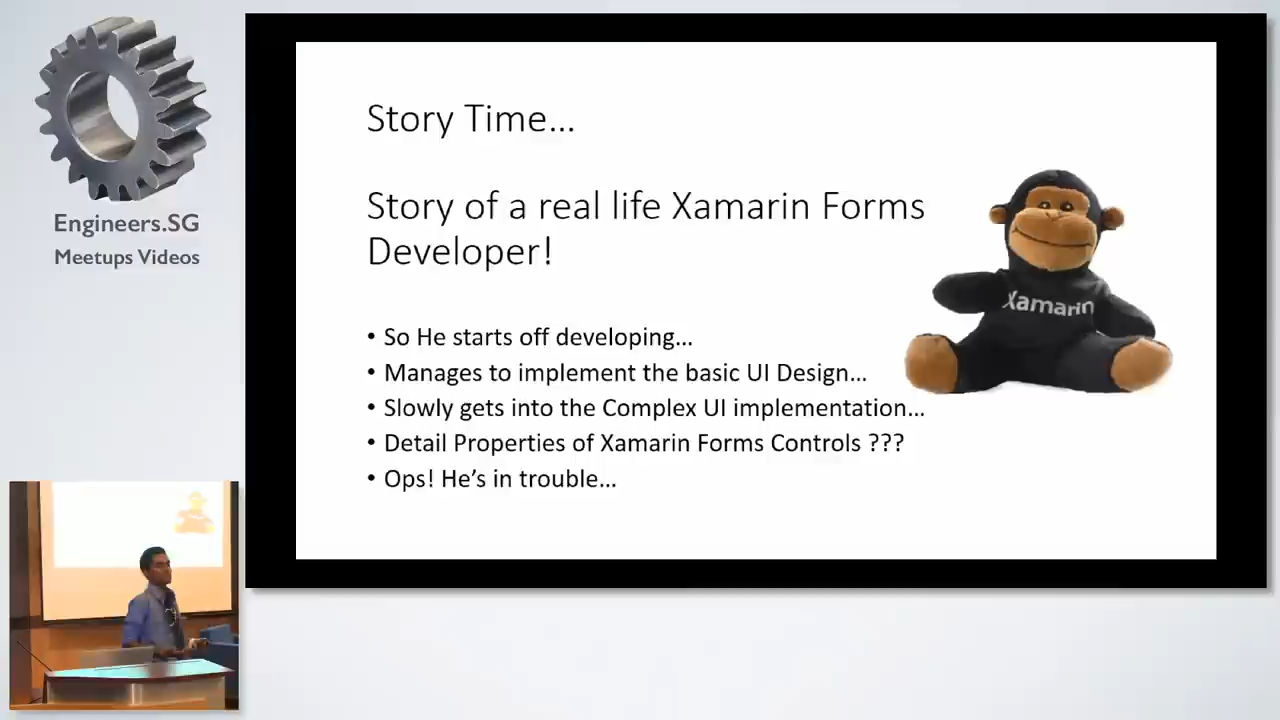 Engineers.SG
Meetups Videos
Story Time...
Story of a real life Xamarin Forms
Developer!
• So He starts off developing...
• Manages to implement the basic UI Design...
• Slowly gets into the Complex UI implementation...
• Detail Properties of Xamarin Forms Controls ???
• Ops! He's in trouble...
Xamarin